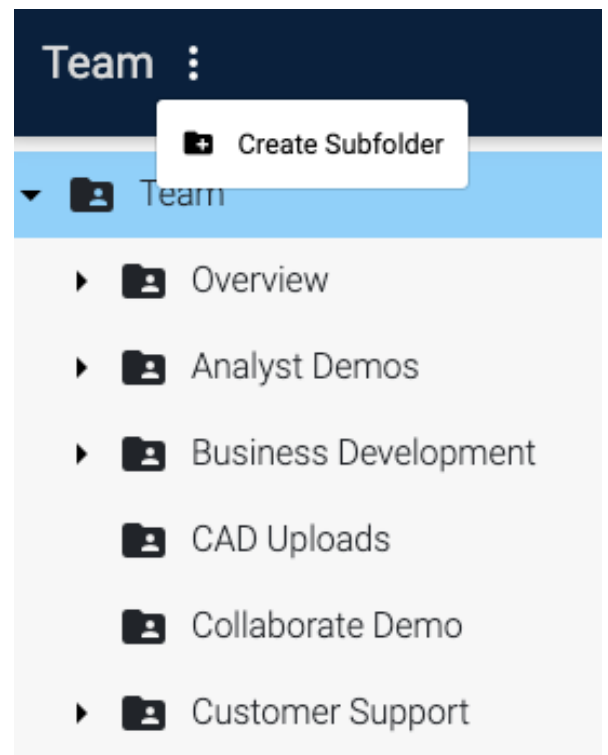 Team
Create Subfolder
Team
Overview
Analyst Demos
Business Development
CAD Uploads
Collaborate Demo
Customer Support